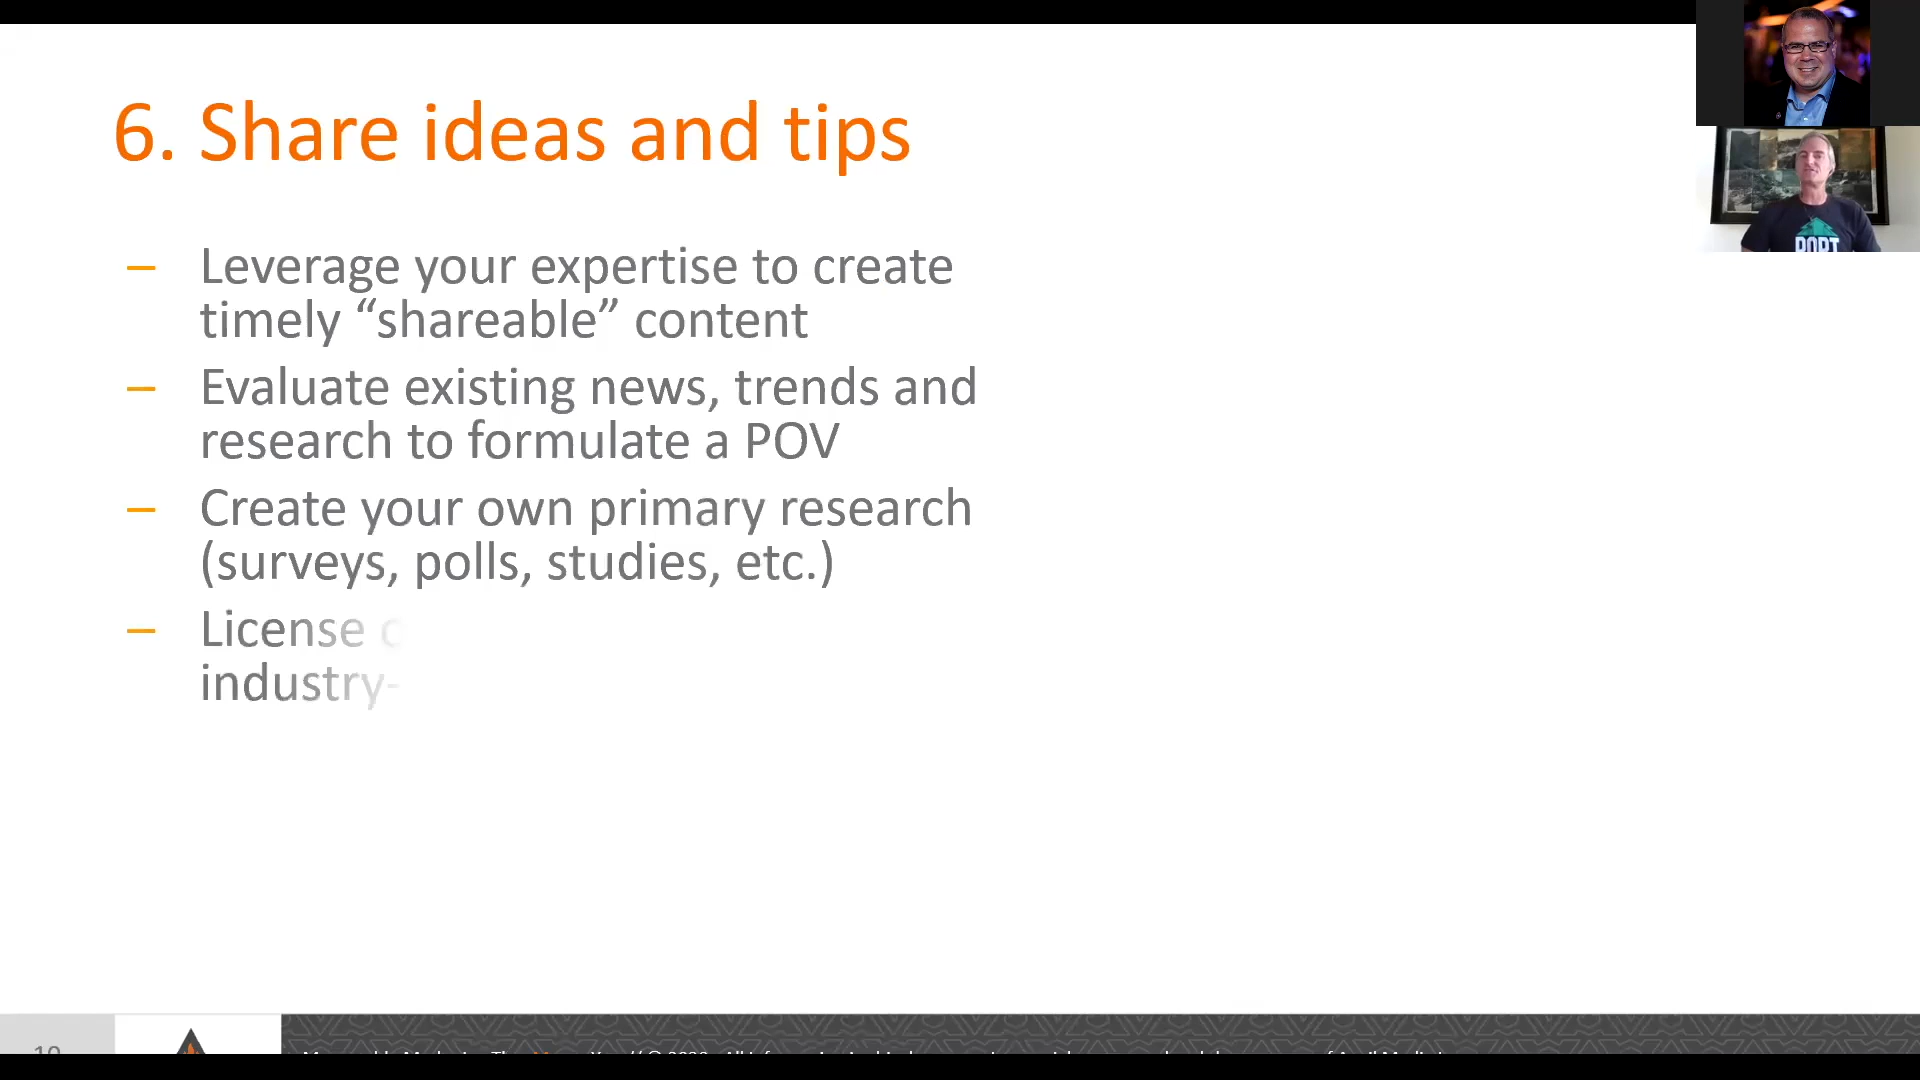 6. Share ideas and tips
– Leverage your expertise to create
timely “shareable” content
– Evaluate existing news, trends and
research to formulate a POV
– Create your own primary research
(surveys, polls, studies, etc.)
– License
industry-
PORT